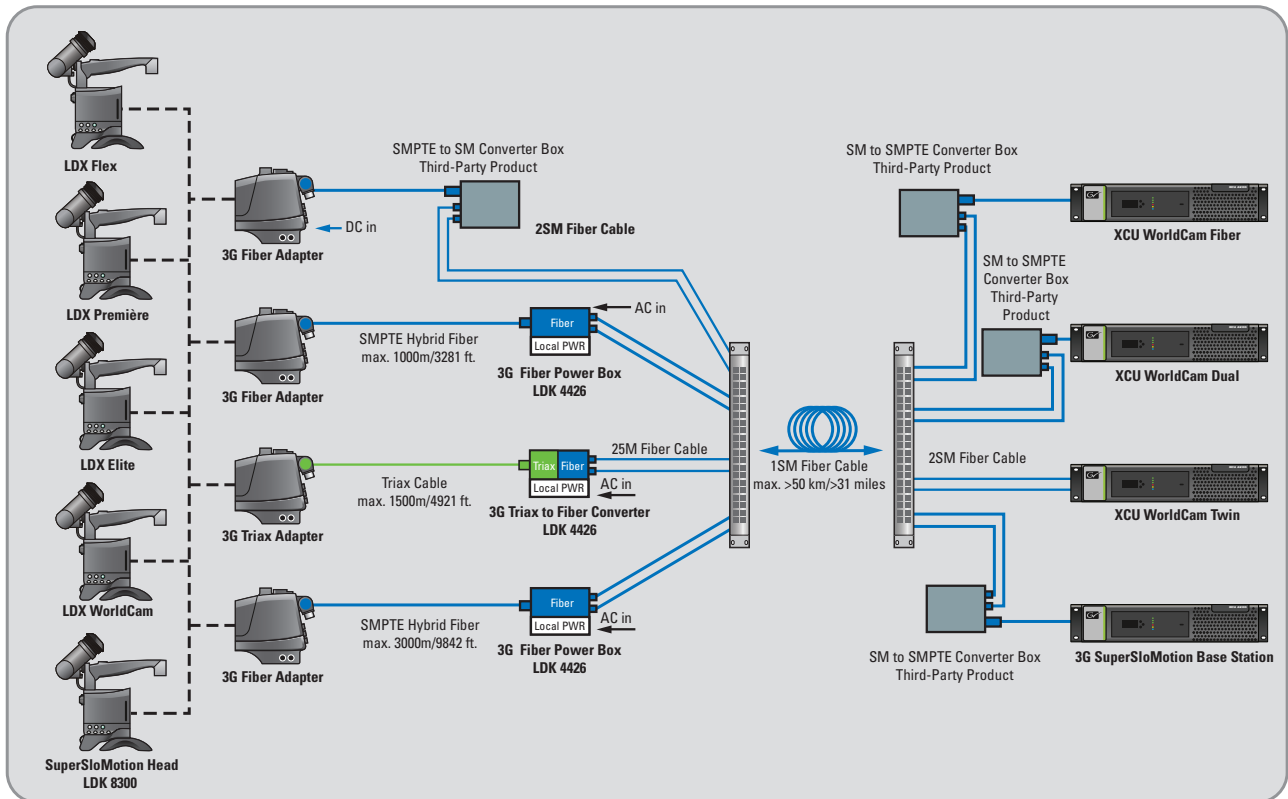 LDX Flex
LDX Première
LDX Elite
LDX WorldCam
SuperSloMotion Head
LDK 8300
3G Fiber Adapter
DC in
SMPTE to SM Converter Box
Third-Party Product
2SM Fiber Cable
3G Fiber Adapter
SMPTE Hybrid Fiber
max. 1000m/3281 ft.
AC in
Fiber
Local PWR
3G Fiber Power Box
LDK 4426
3G Triax Adapter
Triax Cable
max. 1500m/4921 ft.
Triax
Fiber
Local PWR
25M Fiber Cable
AC in
3G Triax to Fiber Converter
LDK 4426
3G Fiber Adapter
SMPTE Hybrid Fiber
max. 3000m/9842 ft.
Fiber
Local PWR
AC in
3G Fiber Power Box
LDK 4426
1SM Fiber Cable
max. >50 km/>31 miles
SM to SMPTE Converter Box
Third-Party Product
XCU WorldCam Fiber
SM to SMPTE
Converter Box
Third-Party
Product
XCU WorldCam Dual
2SM Fiber Cable
XCU WorldCam Twin
SM to SMPTE Converter Box
Third-Party Product
3G SuperSloMotion Base Station